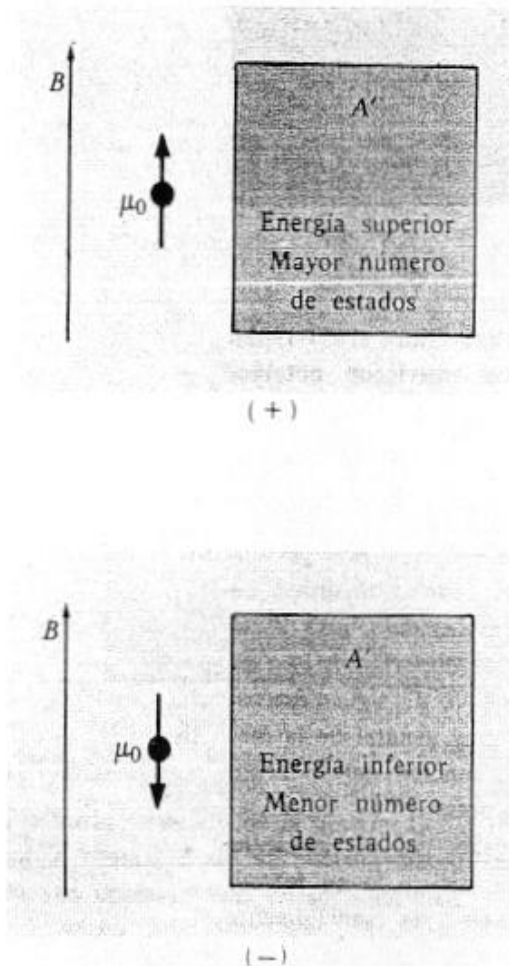 B
A′
μ₀
Energía superior
Mayor número
de estados
(+)
B
A′
μ₀
Energía inferior
Menor número
de estados
(−)